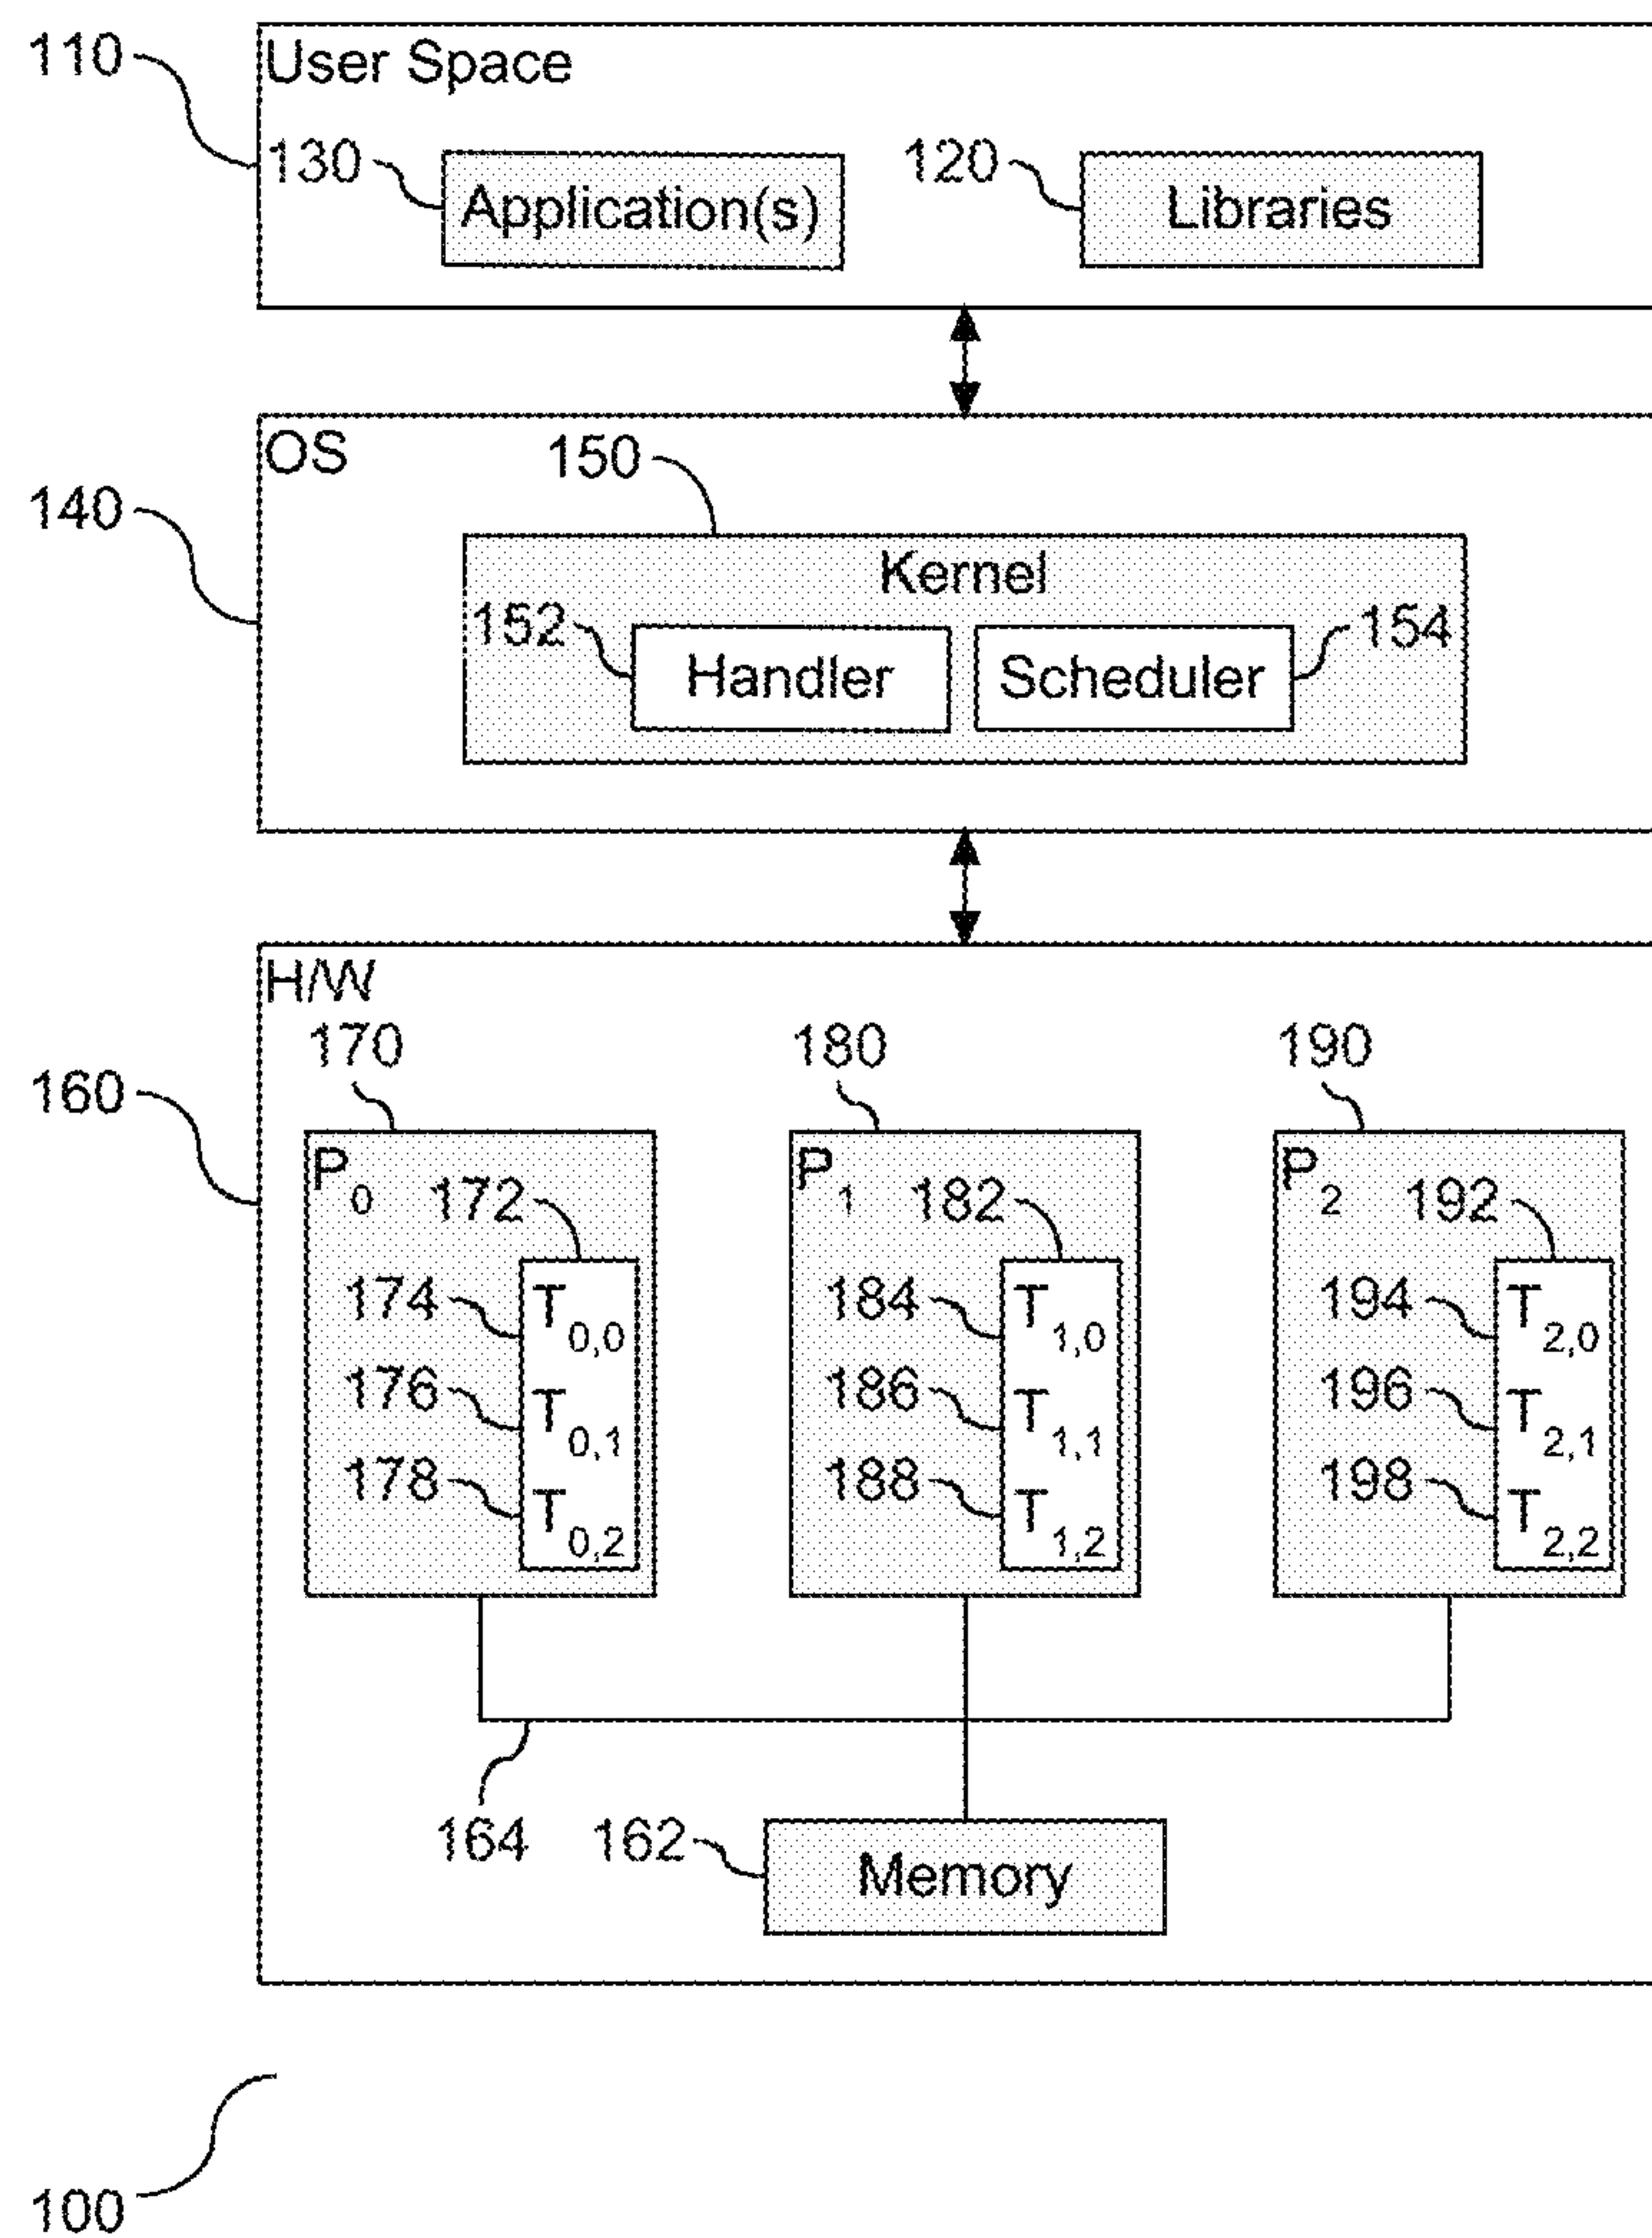 110 User Space
130 Application(s) 120 Libraries
OS 150
140
Kernel
152 Handler Scheduler 154
H/W
170 180 190
160
P0 172 P1 182 P2 192
174 T0,0 184 T1,0 194 T2,0
176 T0,1 186 T1,1 196 T2,1
178 T0,2 188 T1,2 198 T2,2
164 162 Memory
100